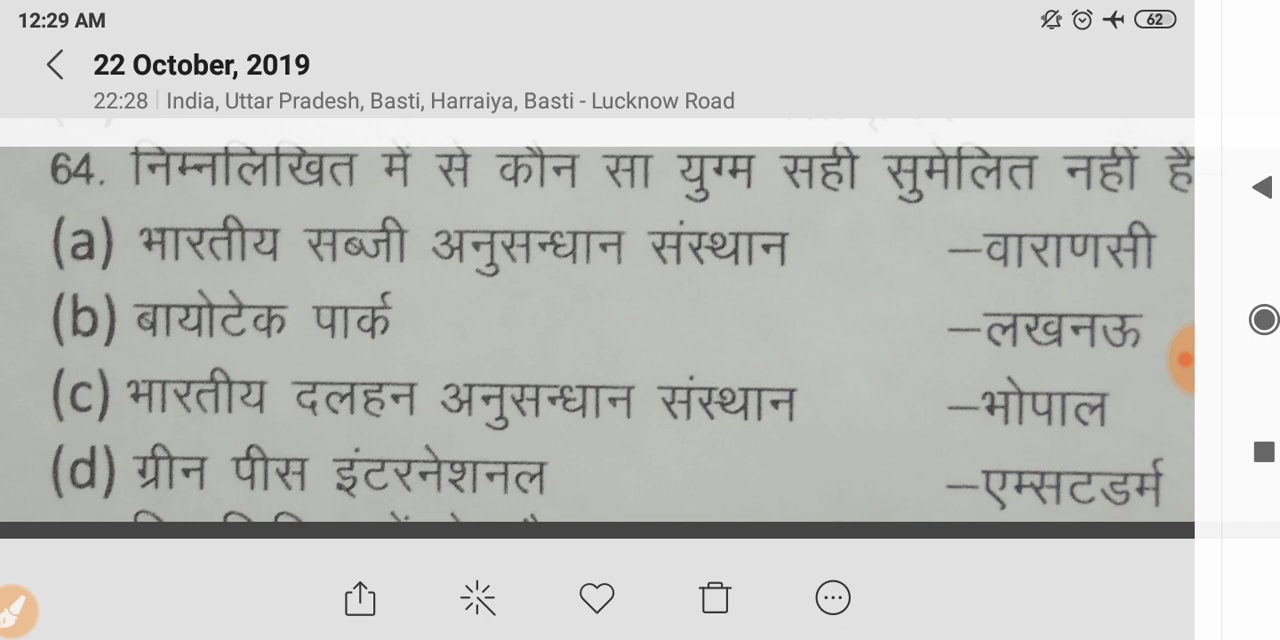 12:29 AM
62
22 October, 2019
22:28 | India, Uttar Pradesh, Basti, Harraiya, Basti - Lucknow Road
64. निम्नलिखित में से कौन सा युग्म सही सुमेलित नहीं है
(a) भारतीय सब्जी अनुसन्धान संस्थान –वाराणसी
(b) बायोटेक पार्क –लखनऊ
(c) भारतीय दलहन अनुसन्धान संस्थान –भोपाल
(d) ग्रीन पीस इंटरनेशनल –एम्सटडर्म